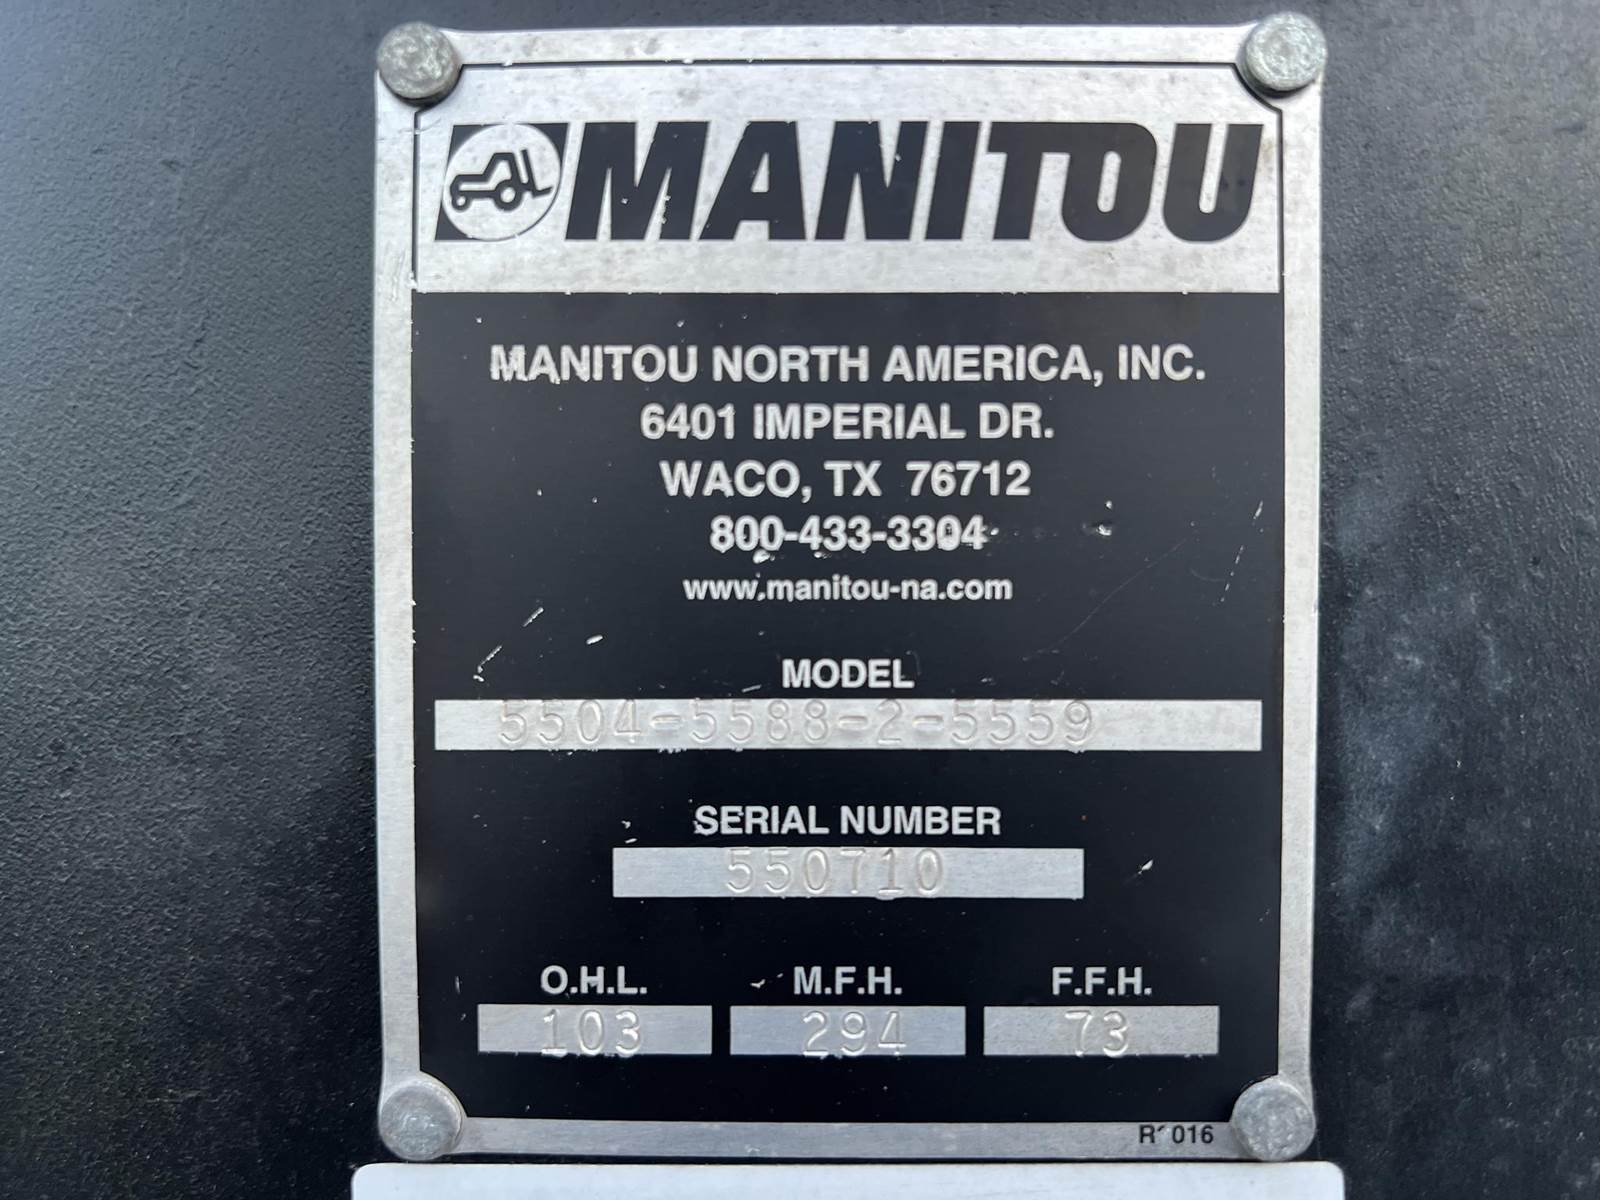 MANITOU
MANITOU NORTH AMERICA, INC.
6401 IMPERIAL DR.
WACO, TX 76712
800-433-3304
www.manitou-na.com
MODEL
5504-5588-2-5559
SERIAL NUMBER
550710
O.H.L. M.F.H. F.F.H.
103 294 73